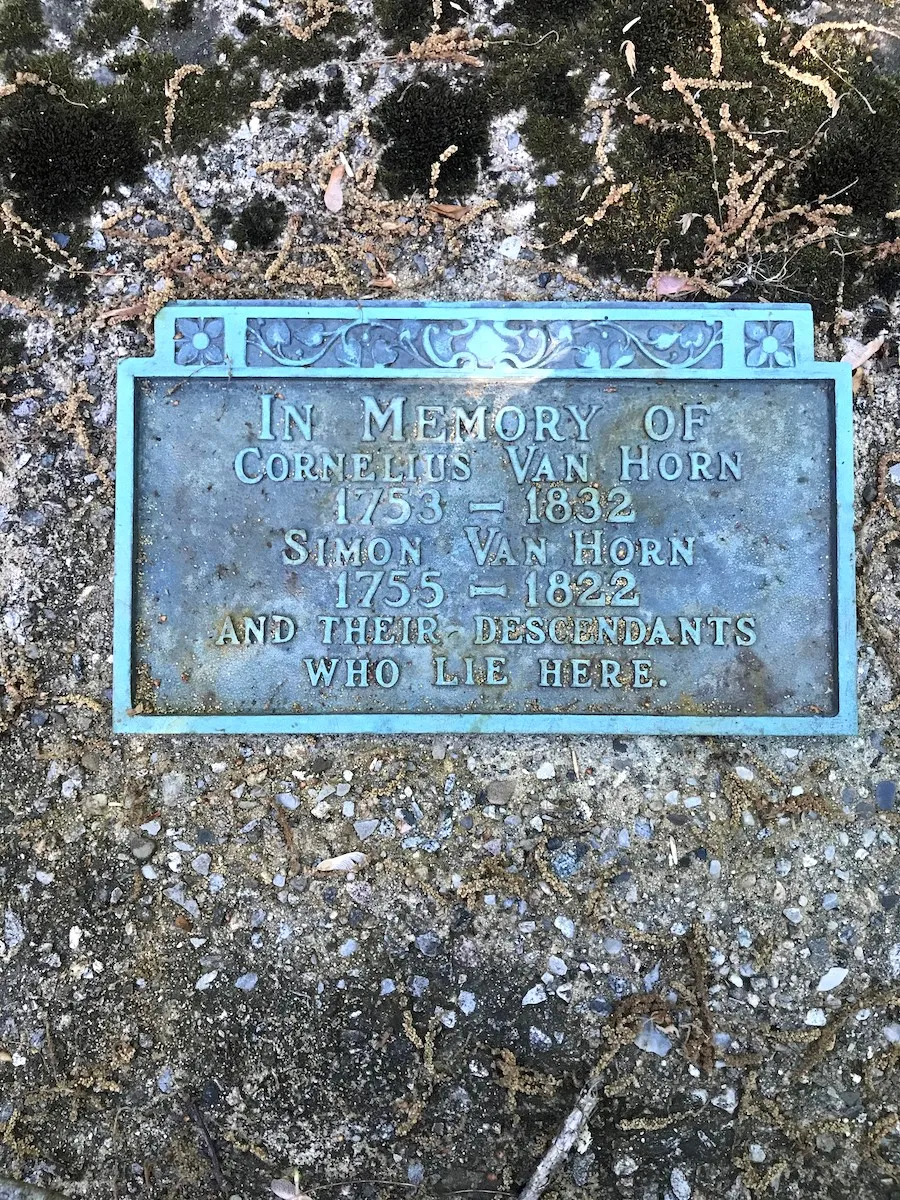 In Memory of
Cornelius Van Horn
1753 – 1832
Simon Van Horn
1755 – 1822
and their descendants
who lie here.